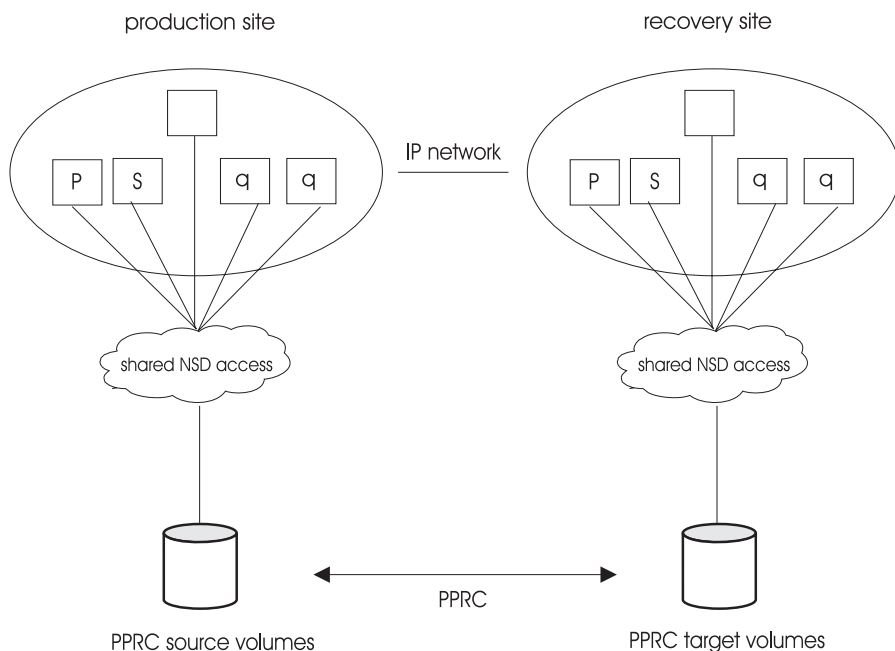 production site
recovery site
IP network
P
S
q
q
P
S
q
q
shared NSD access
shared NSD access
PPRC
PPRC source volumes
PPRC target volumes